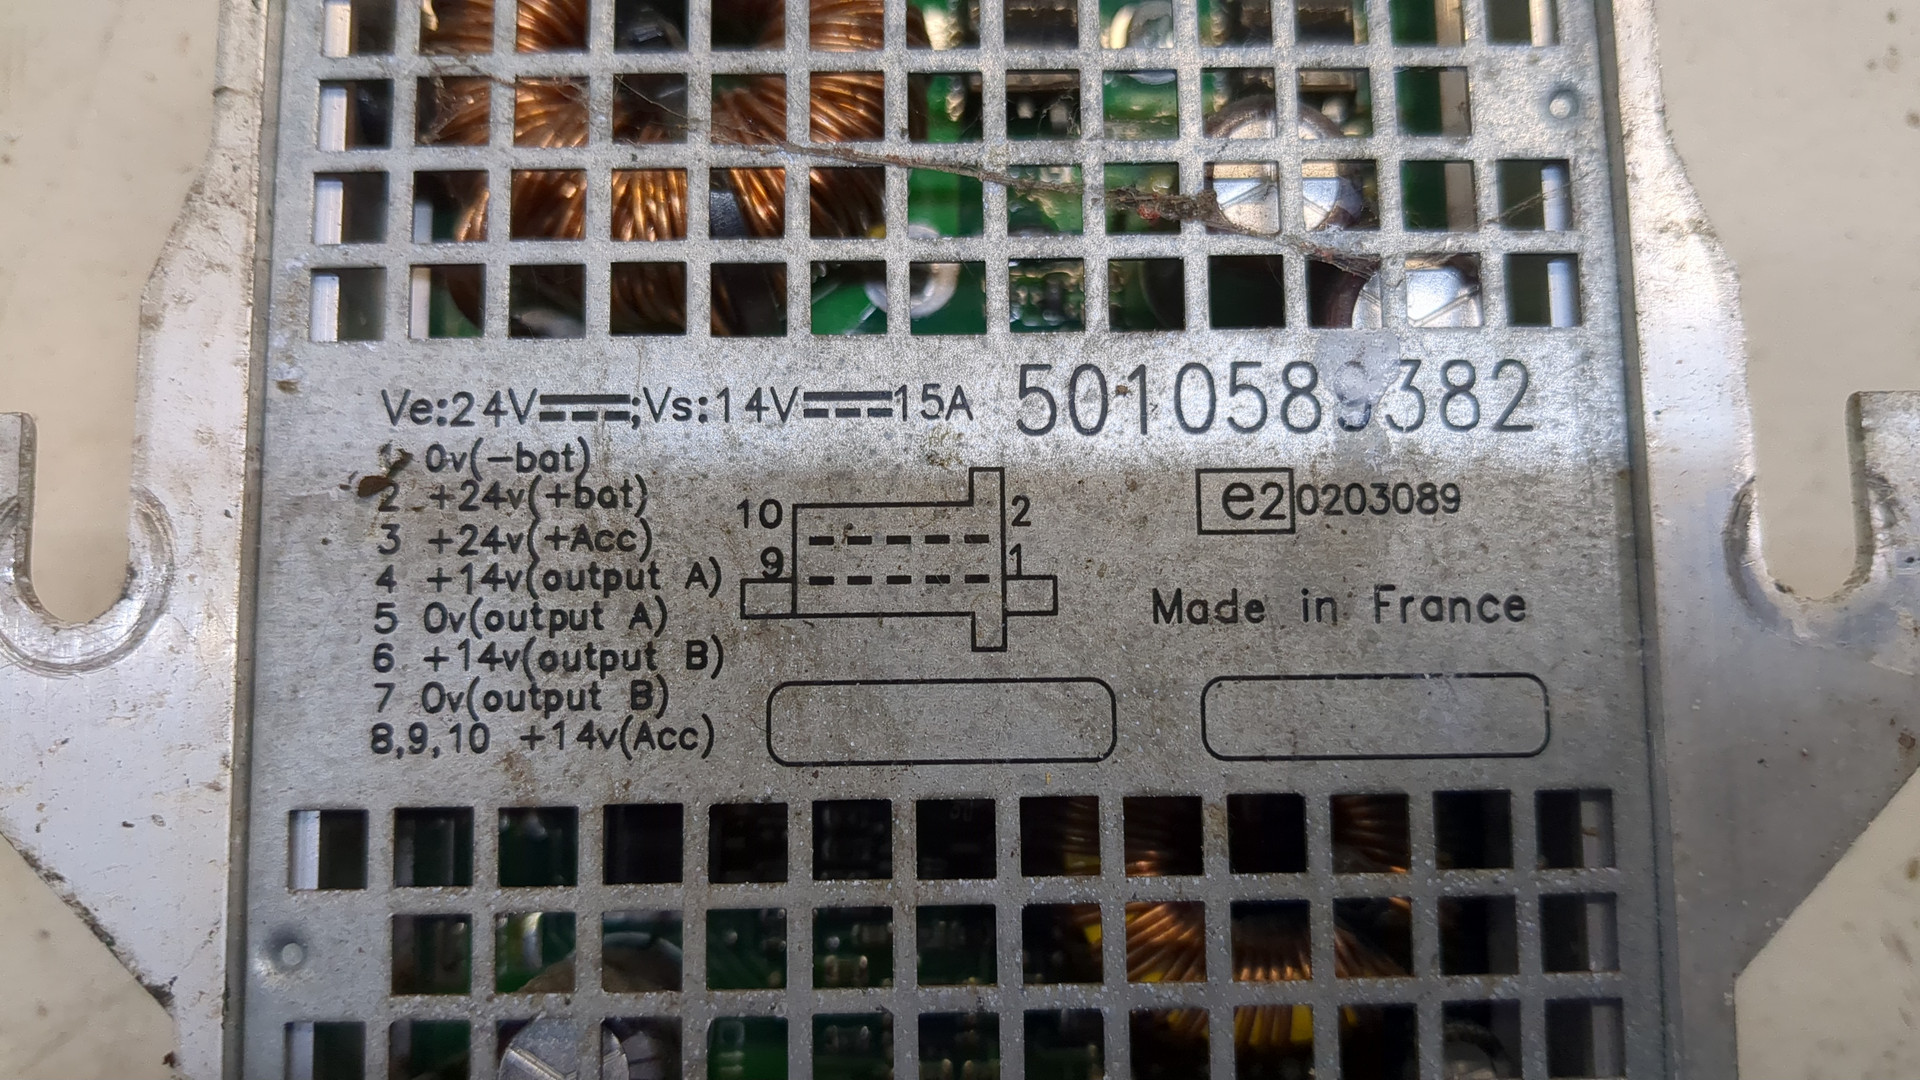 Ve:24V⎓;Vs:14V⎓15A 5010589382
1 0v(-bat)
2 +24v(+bat)
3 +24v(+Acc)
4 +14v(output A)
5 0v(output A)
6 +14v(output B)
7 0v(output B)
8,9,10 +14v(Acc)
10 2
9 1
e2 0203089
Made in France